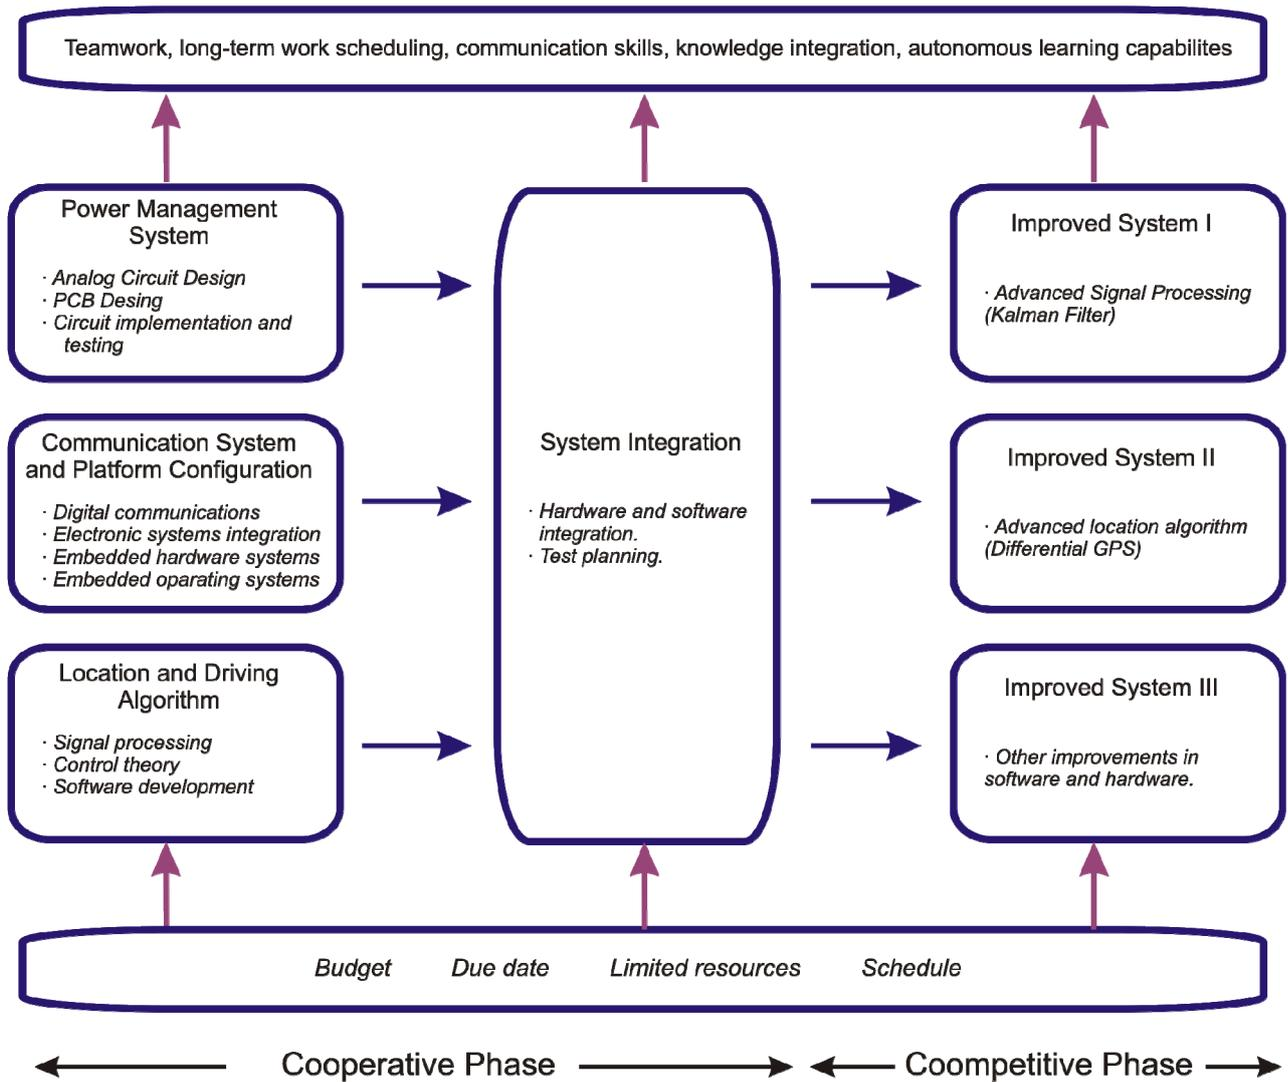 Teamwork, long-term work scheduling, communication skills, knowledge integration, autonomous learning capabilites
Power Management
System
· Analog Circuit Design
· PCB Desing
· Circuit implementation and
testing
Communication System
and Platform Configuration
· Digital communications
· Electronic systems integration
· Embedded hardware systems
· Embedded oparating systems
Location and Driving
Algorithm
· Signal processing
· Control theory
· Software development
System Integration
· Hardware and software
integration.
· Test planning.
Improved System I
· Advanced Signal Processing
(Kalman Filter)
Improved System II
· Advanced location algorithm
(Differential GPS)
Improved System III
· Other improvements in
software and hardware.
Budget Due date Limited resources Schedule
Cooperative Phase Coompetitive Phase